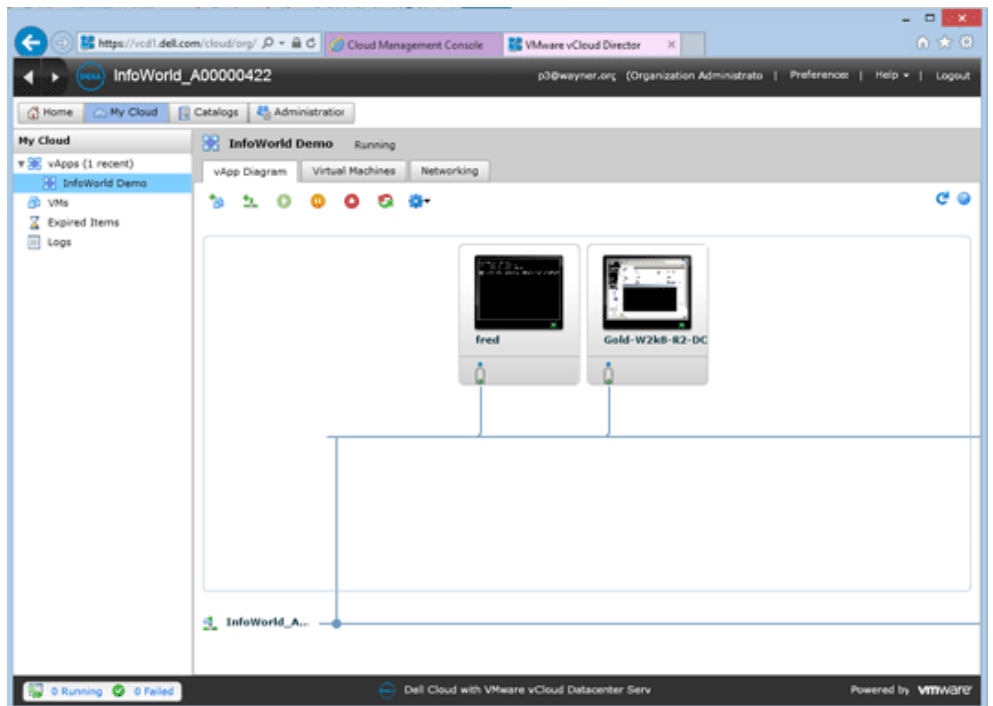 https://vcd1.dell.com/cloud/org/
Cloud Management Console
VMware vCloud Director
DELL
InfoWorld_A00000422
p3@wayner.org (Organization Administrato | Preferences | Help | Logout
Home
My Cloud
Catalogs
Administration
My Cloud
InfoWorld Demo Running
vApps (1 recent)
vApp Diagram
Virtual Machines
Networking
InfoWorld Demo
VMs
Expired Items
Logs
fred
Gold-W2k8-R2-DC
InfoWorld_A...
0 Running 0 Failed
Dell Cloud with VMware vCloud Datacenter Serv
Powered by vmware